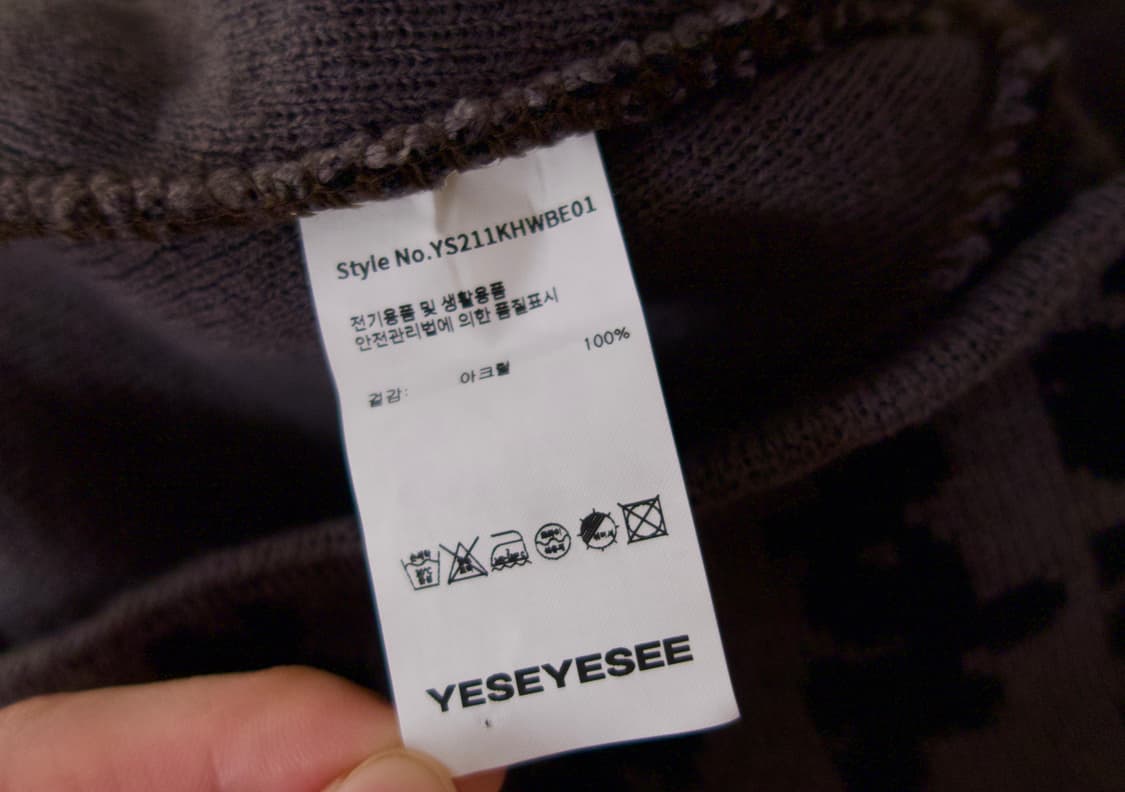 Style No.YS211KHWBE01
전기용품 및 생활용품
안전관리법에 의한 품질표시
겉감: 아크릴 100%
YESEYESEE